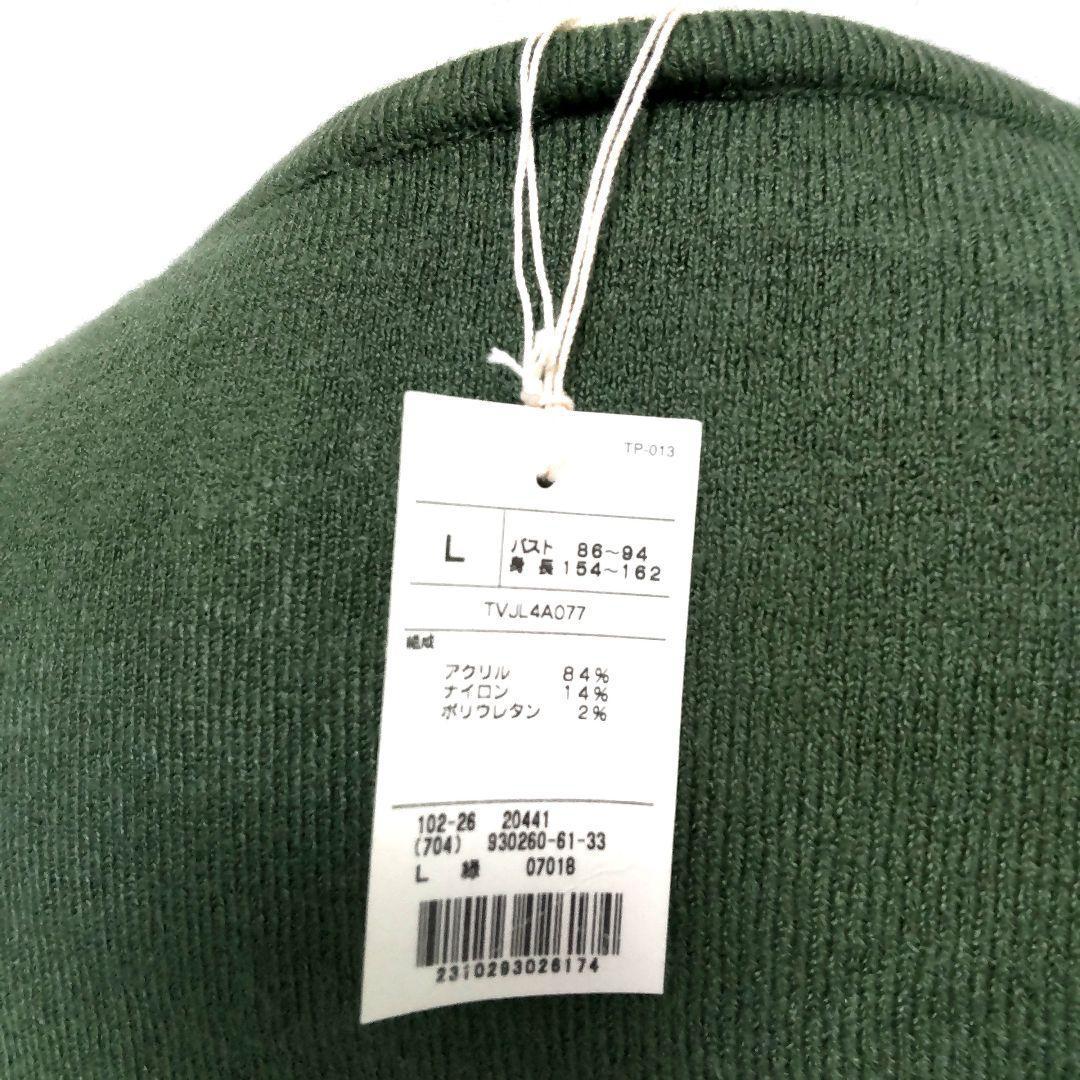 TP-013
L
バスト 86～94
身長 154～162
TVJL4A077
組成
アクリル 84%
ナイロン 14%
ポリウレタン 2%
102-26 20441
(704) 930260-61-33
L 緑 07018
2310293026174